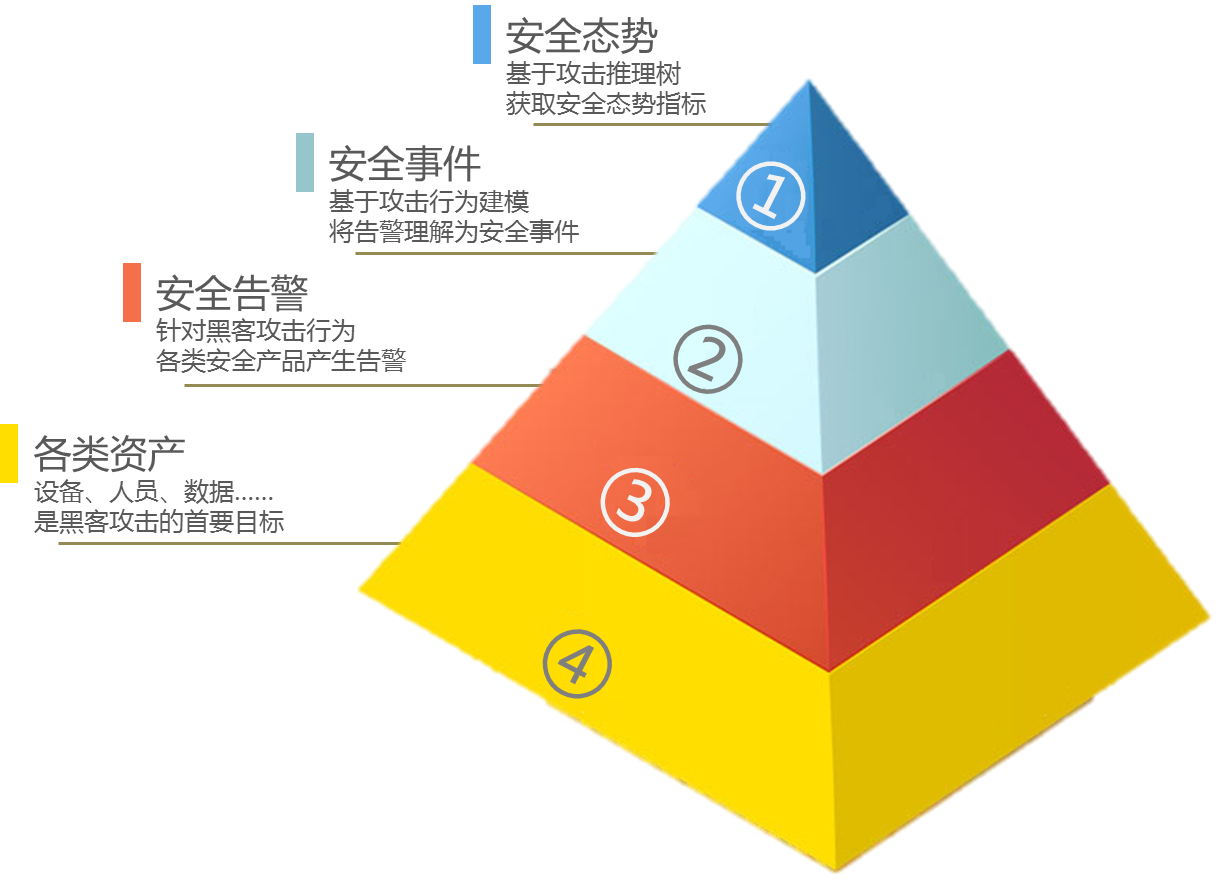 安全态势
基于攻击推理树
获取安全态势指标
①
安全事件
基于攻击行为建模
将告警理解为安全事件
②
安全告警
针对黑客攻击行为
各类安全产品产生告警
③
各类资产
设备、人员、数据……
是黑客攻击的首要目标
④